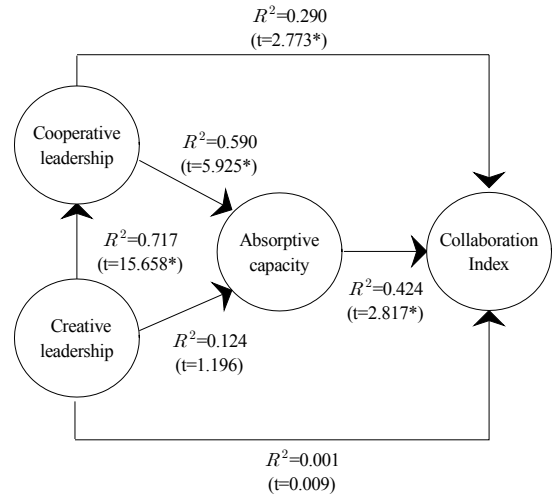 R²=0.290
(t=2.773*)
Cooperative
leadership
R²=0.590
(t=5.925*)
R²=0.717
(t=15.658*)
Absorptive
capacity
Collaboration
Index
R²=0.424
(t=2.817*)
Creative
leadership
R²=0.124
(t=1.196)
R²=0.001
(t=0.009)